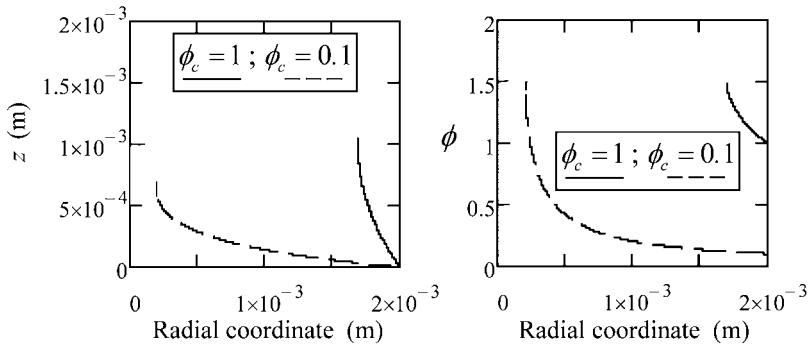 2×10⁻³
1.5×10⁻³
1×10⁻³
5×10⁻⁴
0
z (m)
ϕc = 1 ; ϕc = 0.1
0
1×10⁻³
2×10⁻³
Radial coordinate (m)
2
1.5
1
0.5
0
ϕ
ϕc = 1 ; ϕc = 0.1
0
1×10⁻³
2×10⁻³
Radial coordinate (m)